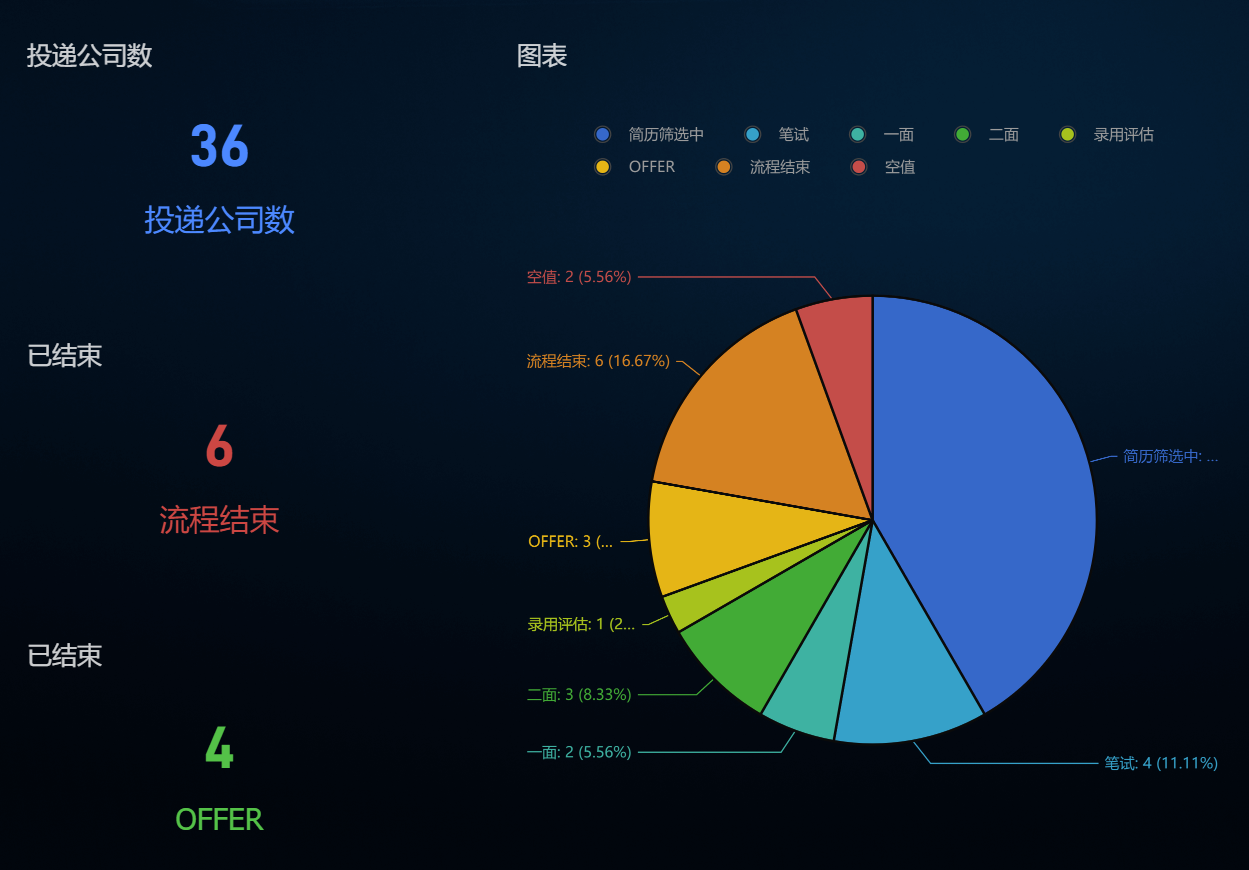 投递公司数
36
投递公司数
已结束
6
流程结束
已结束
4
OFFER
图表
简历筛选中 笔试 一面 二面 录用评估
OFFER 流程结束 空值
空值: 2 (5.56%)
流程结束: 6 (16.67%)
简历筛选中: ...
OFFER: 3 (...
录用评估: 1 (2...
二面: 3 (8.33%)
一面: 2 (5.56%)
笔试: 4 (11.11%)